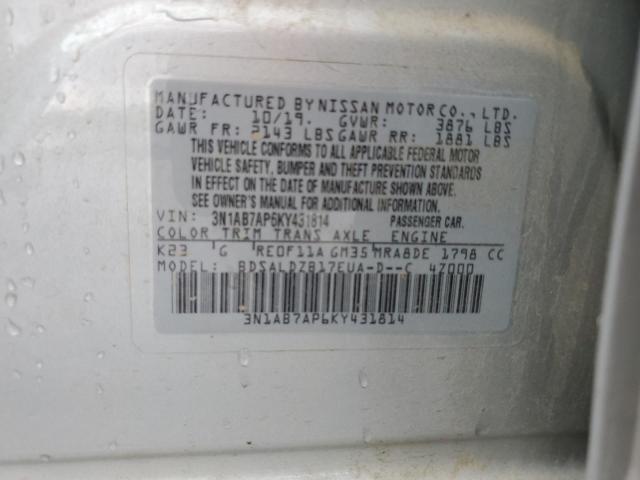 MANUFACTURED BY NISSAN MOTOR CO., LTD.
DATE: 10/19. GVWR: 3876 LBS
GAWR FR: 2143 LBS GAWR RR: 1881 LBS
THIS VEHICLE CONFORMS TO ALL APPLICABLE FEDERAL MOTOR
VEHICLE SAFETY, BUMPER AND THEFT PREVENTION STANDARDS
IN EFFECT ON THE DATE OF MANUFACTURE SHOWN ABOVE.
SEE OWNER'S MANUAL FOR ADDITIONAL INFORMATION.
VIN: 3N1AB7AP6KY431814 PASSENGER CAR.
COLOR TRIM TRANS AXLE ENGINE
K23 G RE0F11A GM35 MRA8DE 1798 CC
MODEL: BDSALDZB17EUA-D--C 4Z000
3N1AB7AP6KY431814